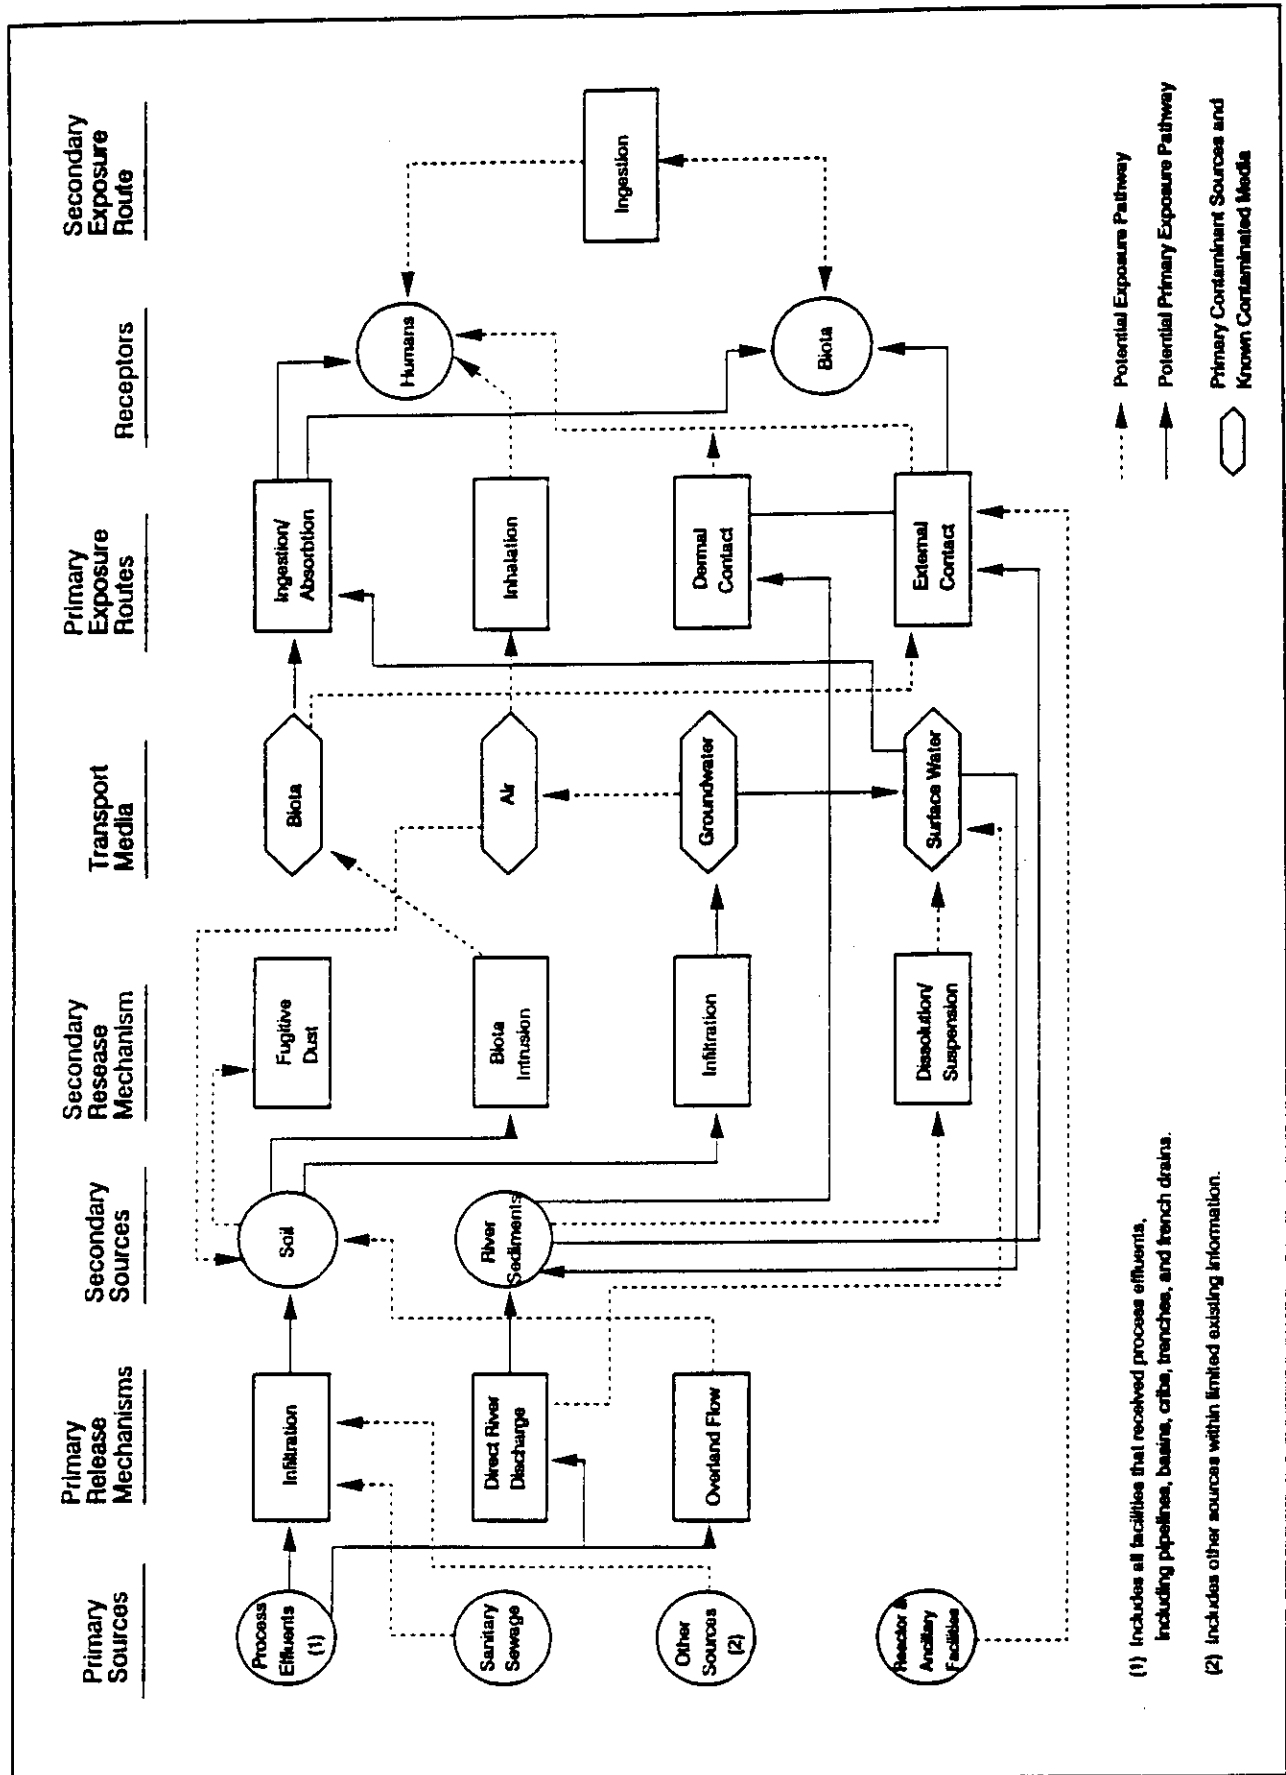 Primary
Sources
Primary
Release
Mechanisms
Secondary
Sources
Secondary
Resease
Mechanism
Transport
Media
Primary
Exposure
Routes
Receptors
Secondary
Exposure
Route
Process
Effluents
(1)
Sanitary
Sewage
Other
Sources
(2)
Reactor &
Ancillary
Facilities
Infiltration
Direct River
Discharge
Overland Flow
Soil
River
Sediments
Fugitive
Dust
Biota
Intrusion
Infiltration
Dissolution/
Suspension
Biota
Air
Groundwater
Surface Water
Ingestion/
Absorbtion
Inhalation
Dermal
Contact
External
Contact
Humans
Biota
Ingestion
(1) Includes all facilities that received process effluents,
including pipelines, basins, cribs, trenches, and trench drains.
(2) Includes other sources within limited existing information.
Potential Exposure Pathway
Potential Primary Exposure Pathway
Primary Contaminant Sources and
Known Contaminated Media